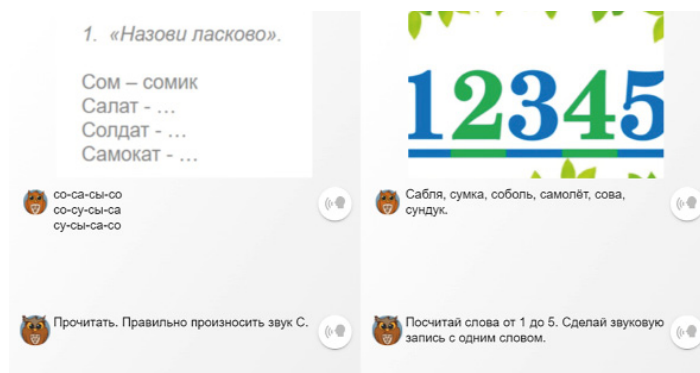 1. «Назови ласково».
Сом – сомик
Салат - ...
Солдат - ...
Самокат - ...
со-са-сы-со
со-су-сы-са
су-сы-са-со
Прочитать. Правильно произносить звук С.
12345
Сабля, сумка, соболь, самолёт, сова,
сундук.
Посчитай слова от 1 до 5. Сделай звуковую
запись с одним словом.